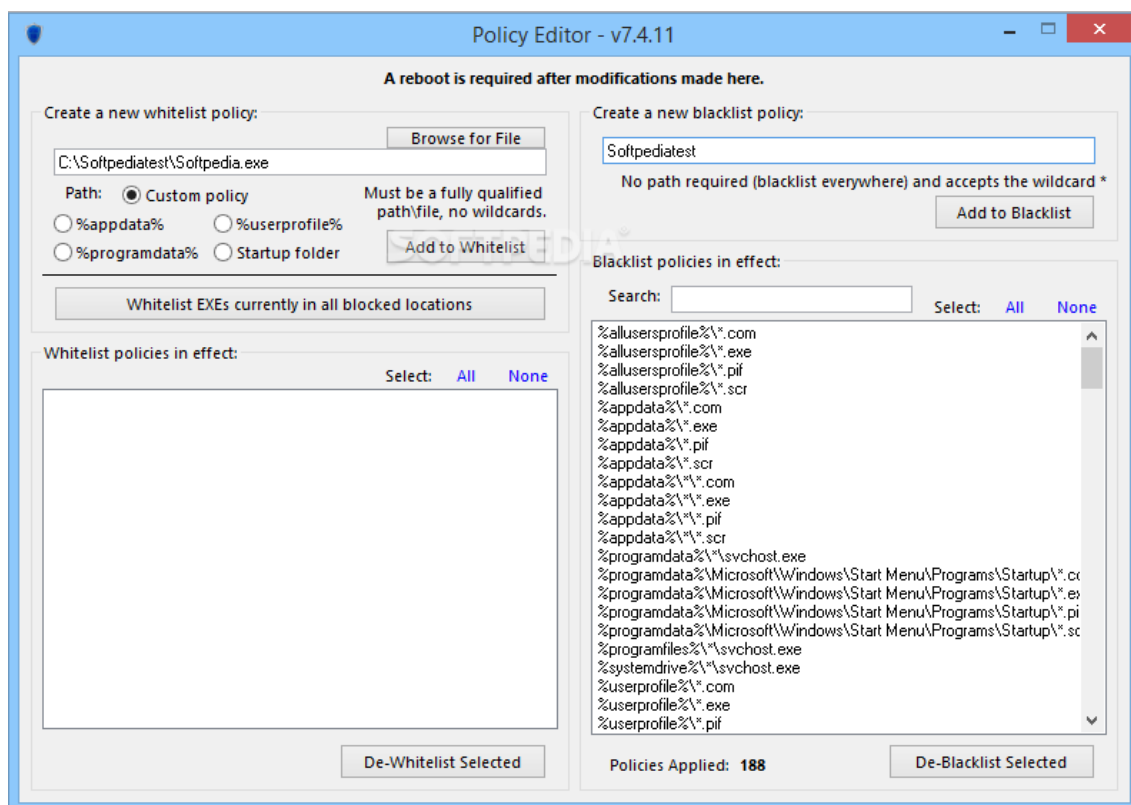 Policy Editor - v7.4.11
A reboot is required after modifications made here.
Create a new whitelist policy:
Browse for File
C:\Softpediatest\Softpedia.exe
Path:
Custom policy
Must be a fully qualified
path\file, no wildcards.
%appdata%
%userprofile%
%programdata%
Startup folder
Add to Whitelist
Whitelist EXEs currently in all blocked locations
Whitelist policies in effect:
Select: All None
De-Whitelist Selected
Create a new blacklist policy:
Softpediatest
No path required (blacklist everywhere) and accepts the wildcard *
Add to Blacklist
SOFTPEDIA
Blacklist policies in effect:
Search:
Select: All None
%allusersprofile%\*.com
%allusersprofile%\*.exe
%allusersprofile%\*.pif
%allusersprofile%\*.scr
%appdata%\*.com
%appdata%\*.exe
%appdata%\*.pif
%appdata%\*.scr
%appdata%\*\*.com
%appdata%\*\*.exe
%appdata%\*\*.pif
%appdata%\*\*.scr
%programdata%\*\svchost.exe
%programdata%\Microsoft\Windows\Start Menu\Programs\Startup\*.co
%programdata%\Microsoft\Windows\Start Menu\Programs\Startup\*.ex
%programdata%\Microsoft\Windows\Start Menu\Programs\Startup\*.pi
%programdata%\Microsoft\Windows\Start Menu\Programs\Startup\*.sc
%programfiles%\*\svchost.exe
%systemdrive%\*\svchost.exe
%userprofile%\*.com
%userprofile%\*.exe
%userprofile%\*.pif
Policies Applied: 188
De-Blacklist Selected